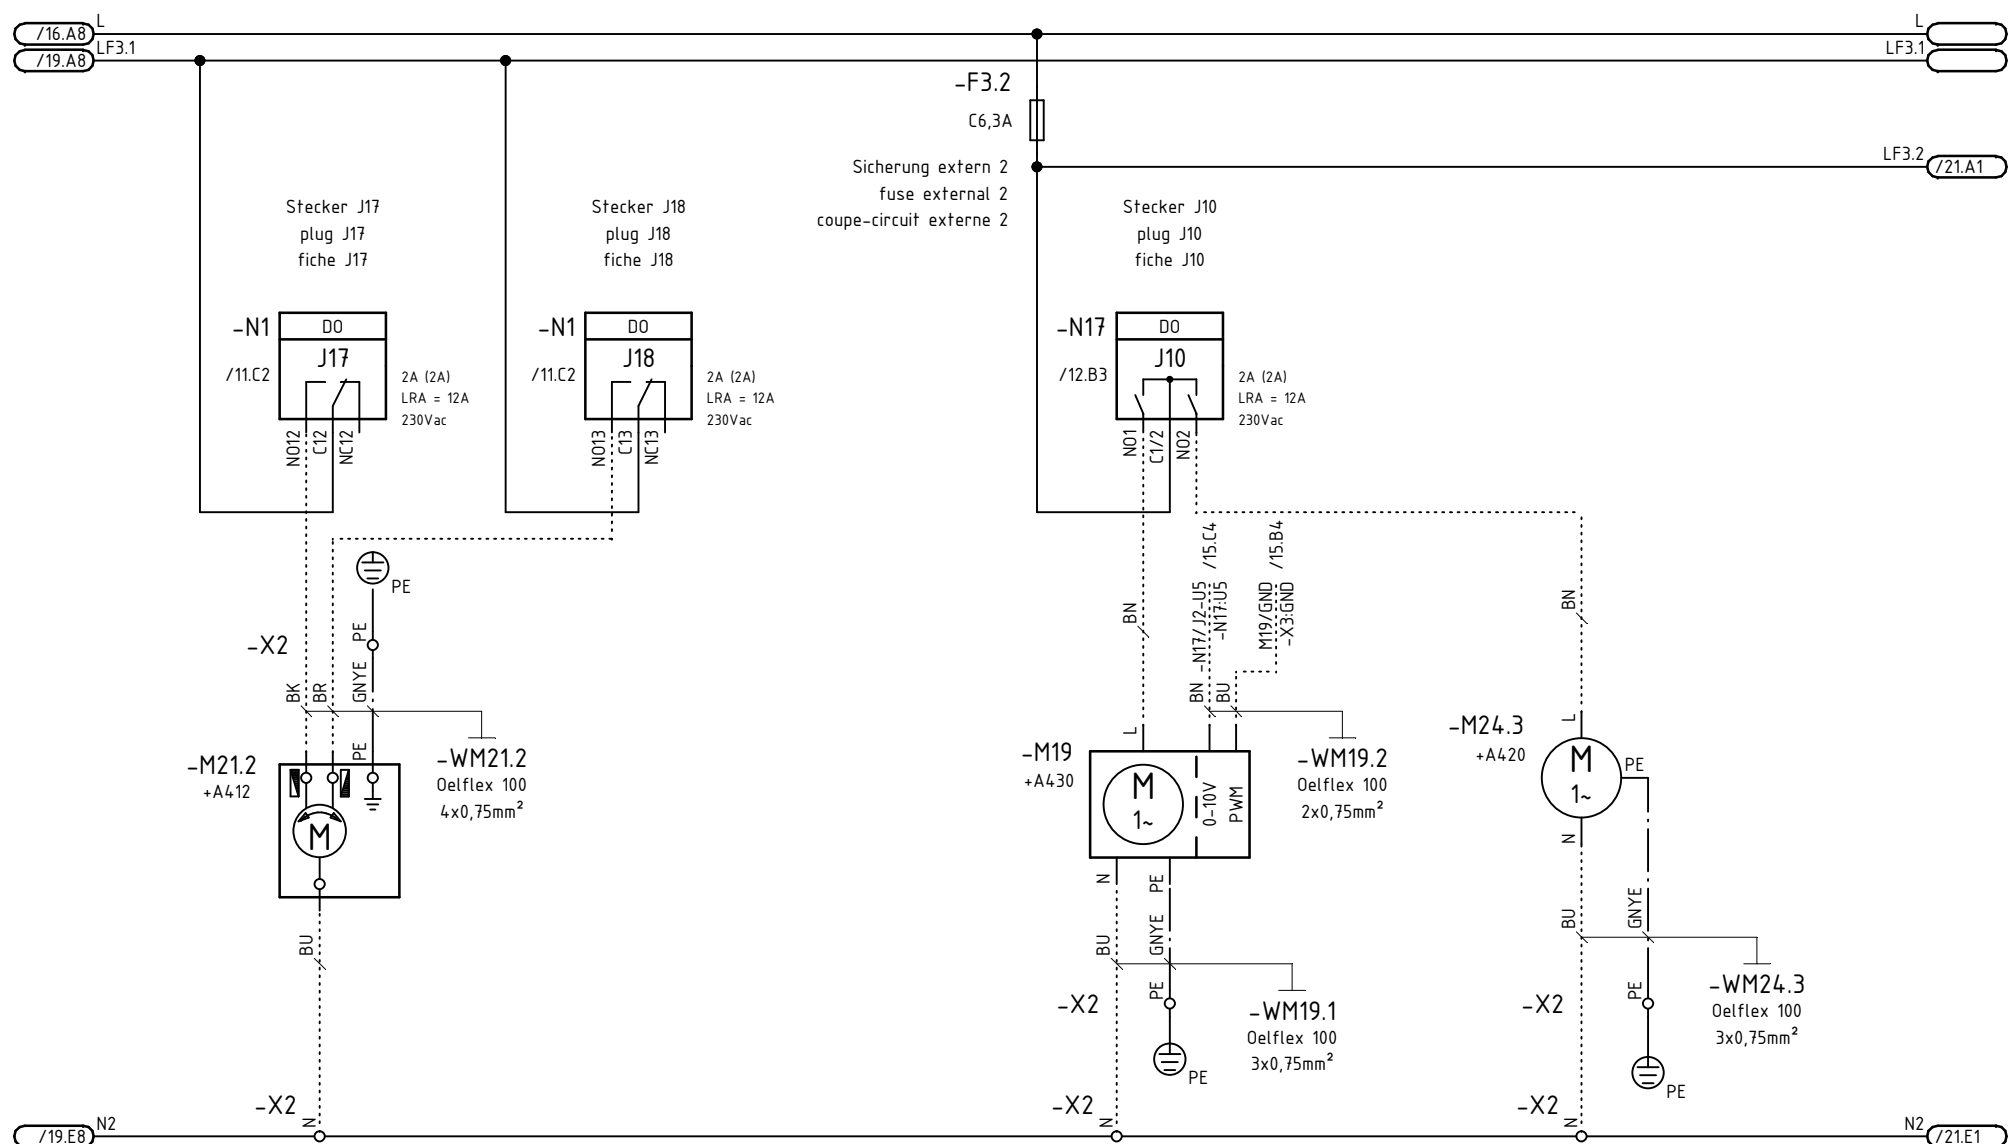 L
L
/16.A8
LF3.1
LF3.1
/19.A8
-F3.2
C6,3A
LF3.2
/21.A1
Sicherung extern 2
fuse external 2
coupe-circuit externe 2
Stecker J17
plug J17
fiche J17
Stecker J18
plug J18
fiche J18
Stecker J10
plug J10
fiche J10
-N1
DO
J17
/11.C2
2A (2A)
LRA = 12A
230Vac
NO12
C12
NC12
-N1
DO
J18
/11.C2
2A (2A)
LRA = 12A
230Vac
NO13
C13
NC13
-N17
DO
J10
/12.B3
2A (2A)
LRA = 12A
230Vac
NO1
C1/2
NO2
PE
PE
-X2
BK
BR
GNYE
PE
-M21.2
+A412
M
-WM21.2
Oelflex 100
4x0,75mm²
BU
-X2
N
BN
-N17/J2-U5 /15.C4
-N17:U5
M19/GND /15.B4
-X3:GND
BN
BU
L
-M19
+A430
M
1~
0-10V
PWM
-WM19.2
Oelflex 100
2x0,75mm²
N
PE
BU
GNYE
PE
-X2
-WM19.1
Oelflex 100
3x0,75mm²
PE
-X2
N
BN
L
-M24.3
+A420
M
1~
PE
N
BU
GNYE
PE
-X2
-WM24.3
Oelflex 100
3x0,75mm²
PE
-X2
N
N2
N2
/19.E8
/21.E1